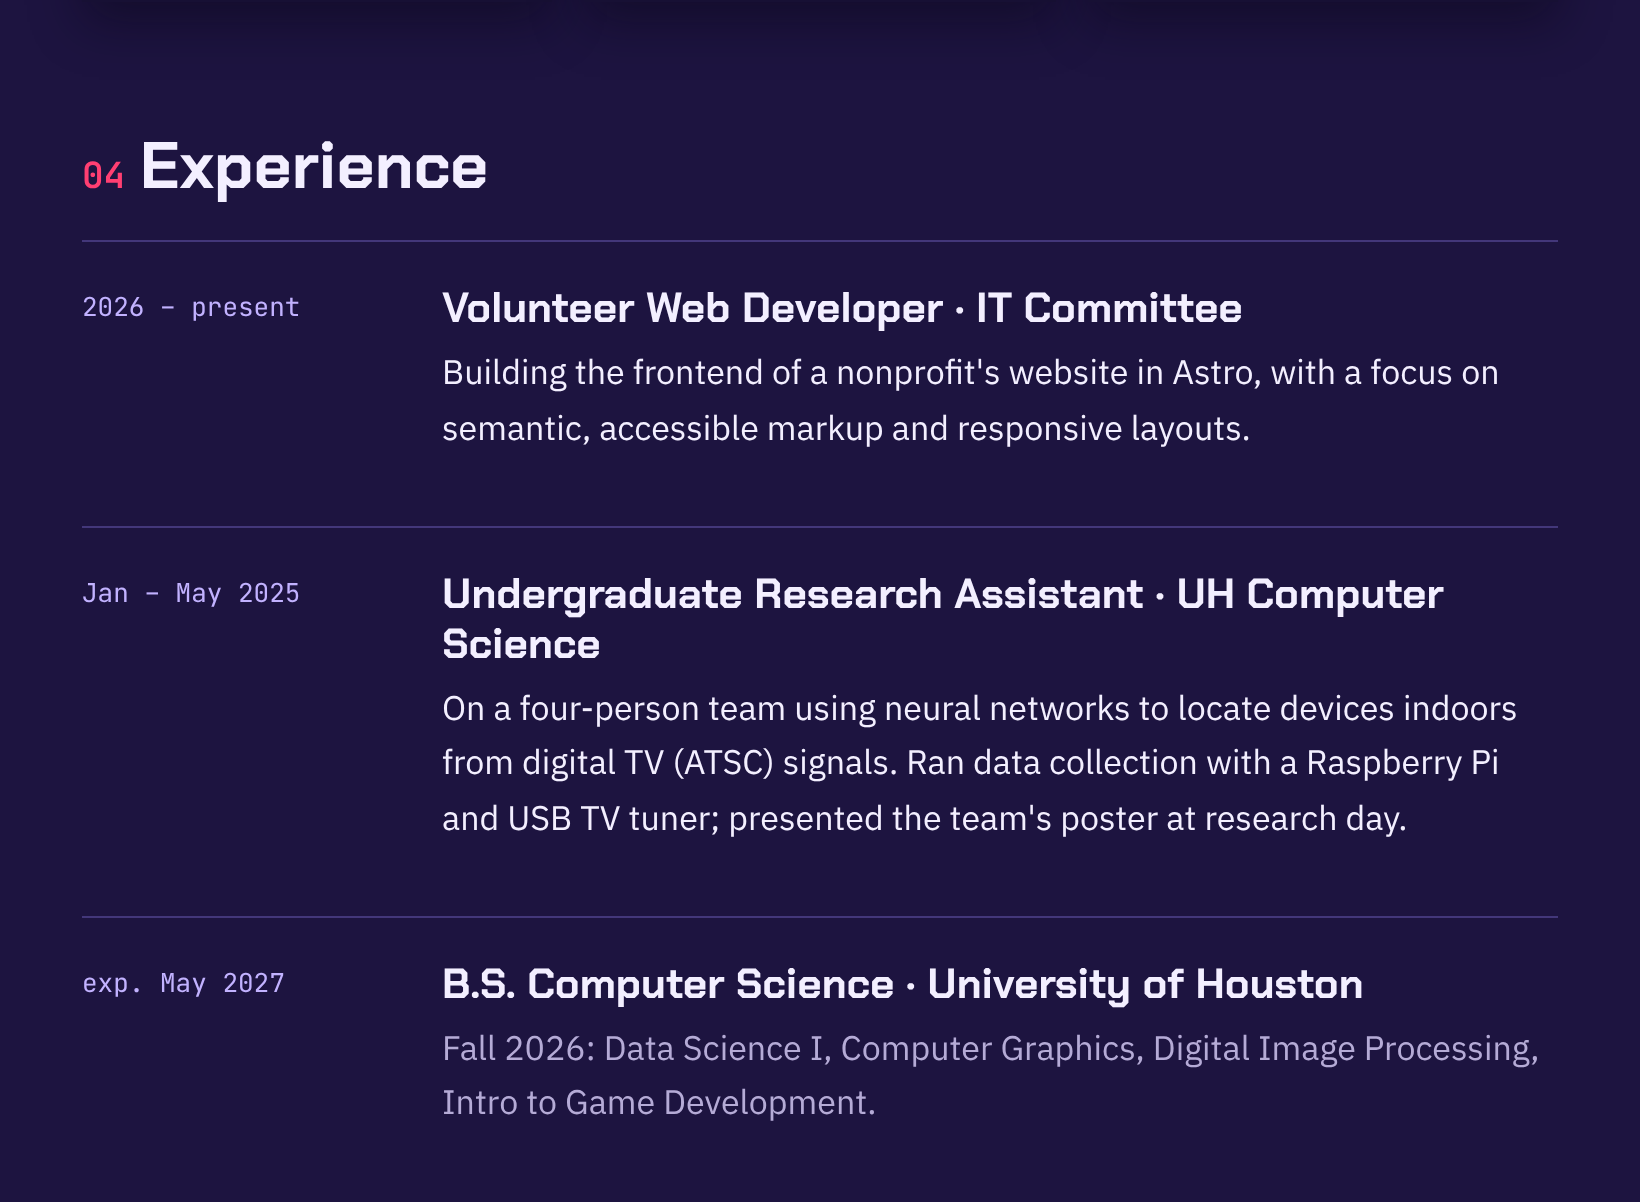 04 Experience
2026 – present
Volunteer Web Developer · IT Committee
Building the frontend of a nonprofit's website in Astro, with a focus on
semantic, accessible markup and responsive layouts.
Jan – May 2025
Undergraduate Research Assistant · UH Computer
Science
On a four-person team using neural networks to locate devices indoors
from digital TV (ATSC) signals. Ran data collection with a Raspberry Pi
and USB TV tuner; presented the team's poster at research day.
exp. May 2027
B.S. Computer Science · University of Houston
Fall 2026: Data Science I, Computer Graphics, Digital Image Processing,
Intro to Game Development.